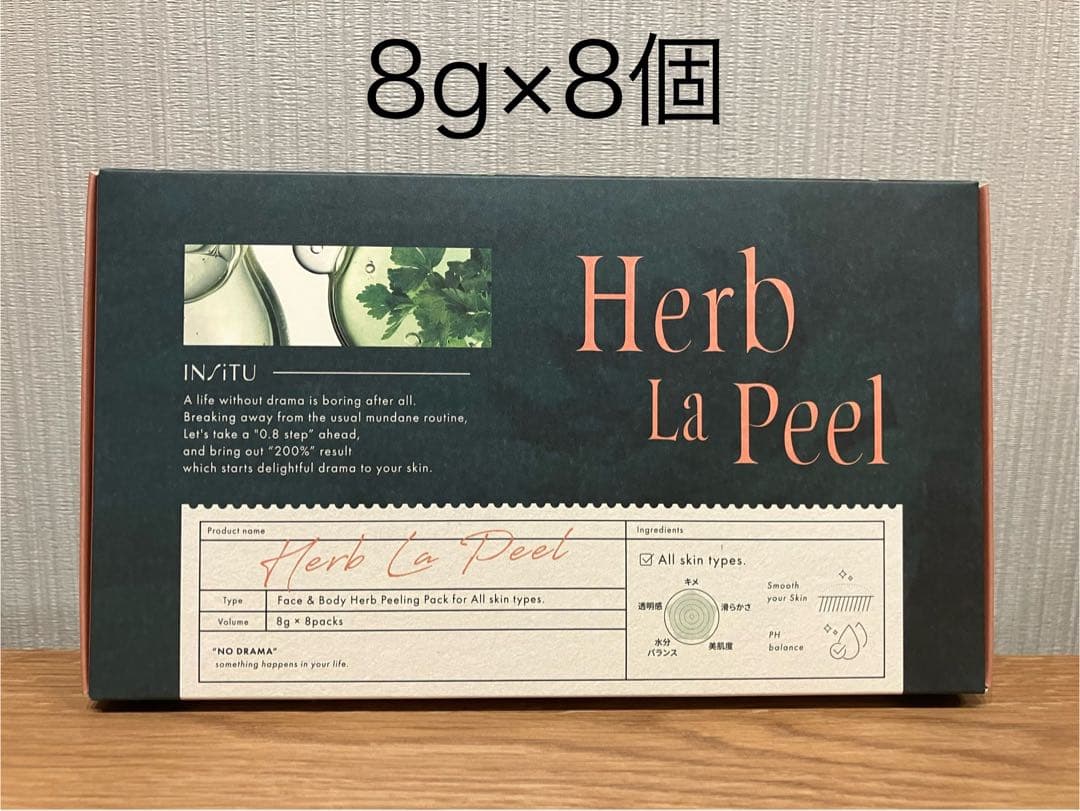 8g×8個
Herb
La Peel
INSiTU
A life without drama is boring after all.
Breaking away from the usual mundane routine,
Let's take a "0.8 step" ahead,
and bring out "200%" result
which starts delightful drama to your skin.
Product name
Herb La Peel
Type
Face & Body Herb Peeling Pack for All skin types.
Volume
8g × 8packs
"NO DRAMA"
something happens in your life.
Ingredients
All skin types.
キメ
透明感
滑らかさ
水分
バランス
美肌度
Smooth
your Skin
PH
balance